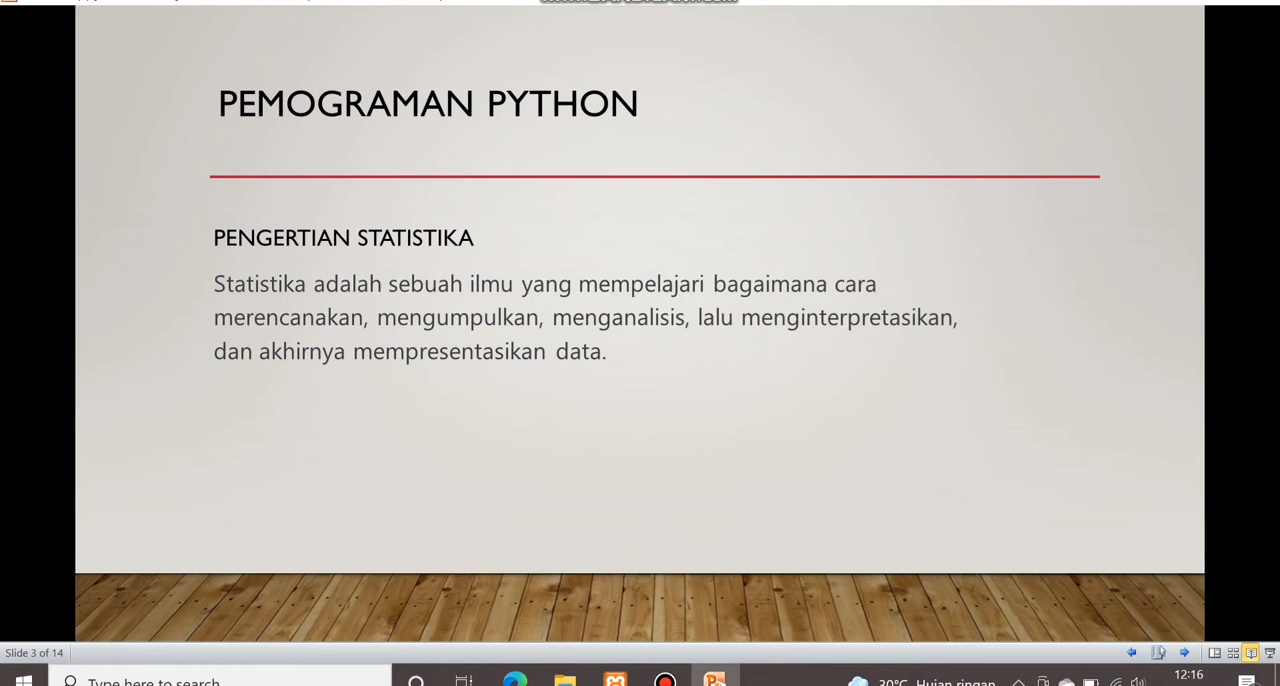 PEMOGRAMAN PYTHON
PENGERTIAN STATISTIKA
Statistika adalah sebuah ilmu yang mempelajari bagaimana cara
merencanakan, mengumpulkan, menganalisis, lalu menginterpretasikan,
dan akhirnya mempresentasikan data.
Slide 3 of 14
Type here to search
30°C Hujan ringan
12:16